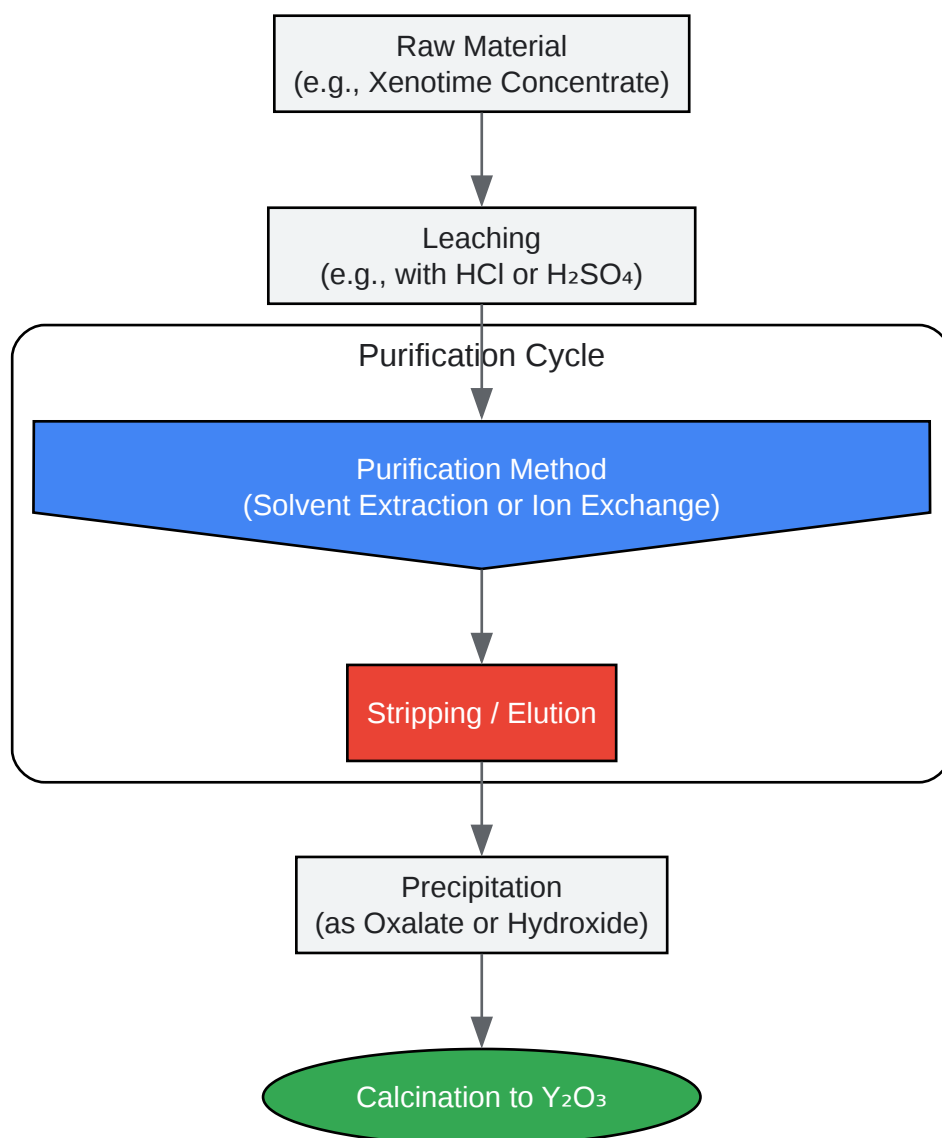 Raw Material
(e.g., Xenotime Concentrate)
Leaching
(e.g., with HCl or H₂SO₄)
Purification Cycle
Purification Method
(Solvent Extraction or Ion Exchange)
Stripping / Elution
Precipitation
(as Oxalate or Hydroxide)
Calcination to Y₂O₃